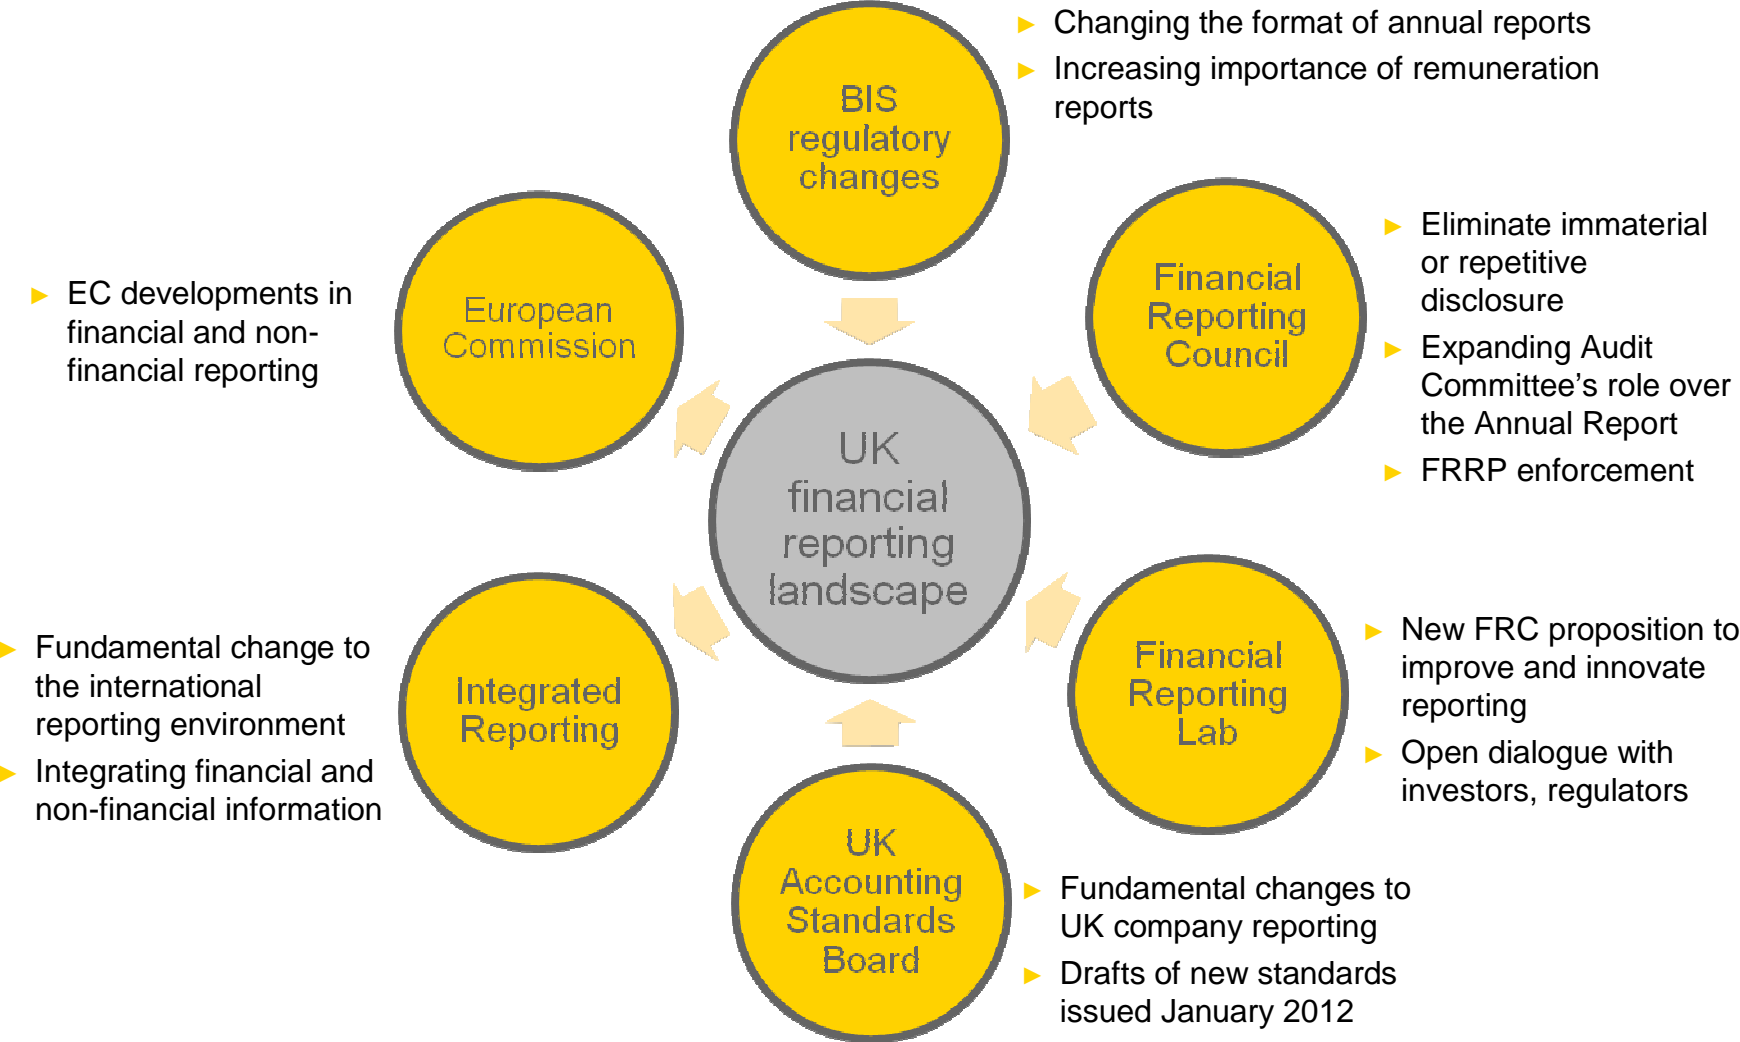 BIS
regulatory
changes
► Changing the format of annual reports
► Increasing importance of remuneration
reports
Financial
Reporting
Council
► Eliminate immaterial
or repetitive
disclosure
► Expanding Audit
Committee’s role over
the Annual Report
► FRRP enforcement
Financial
Reporting
Lab
► New FRC proposition to
improve and innovate
reporting
► Open dialogue with
investors, regulators
UK
Accounting
Standards
Board
► Fundamental changes to
UK company reporting
► Drafts of new standards
issued January 2012
Integrated
Reporting
► Fundamental change to
the international
reporting environment
► Integrating financial and
non-financial information
European
Commission
► EC developments in
financial and non-
financial reporting
UK
financial
reporting
landscape